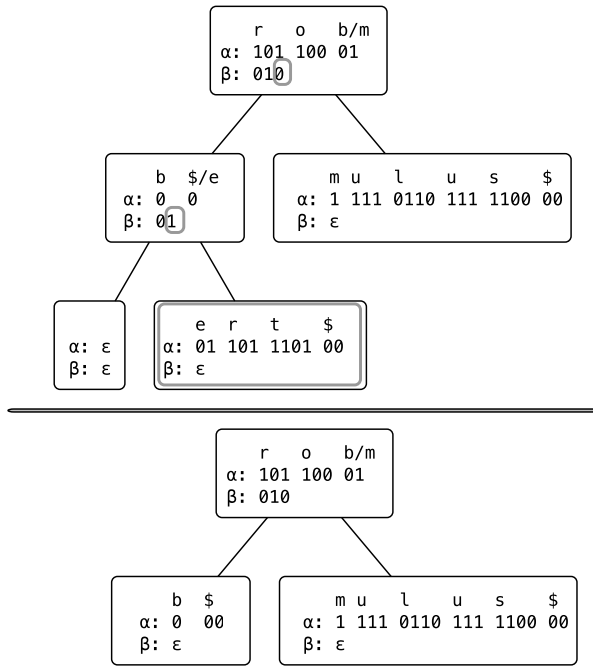 r o b/m
α: 101 100 01
β: 010
b $/e
α: 0 0
β: 01
m u l u s $
α: 1 111 0110 111 1100 00
β: ε
α: ε
β: ε
e r t $
α: 01 101 1101 00
β: ε
r o b/m
α: 101 100 01
β: 010
b $
α: 0 00
β: ε
m u l u s $
α: 1 111 0110 111 1100 00
β: ε